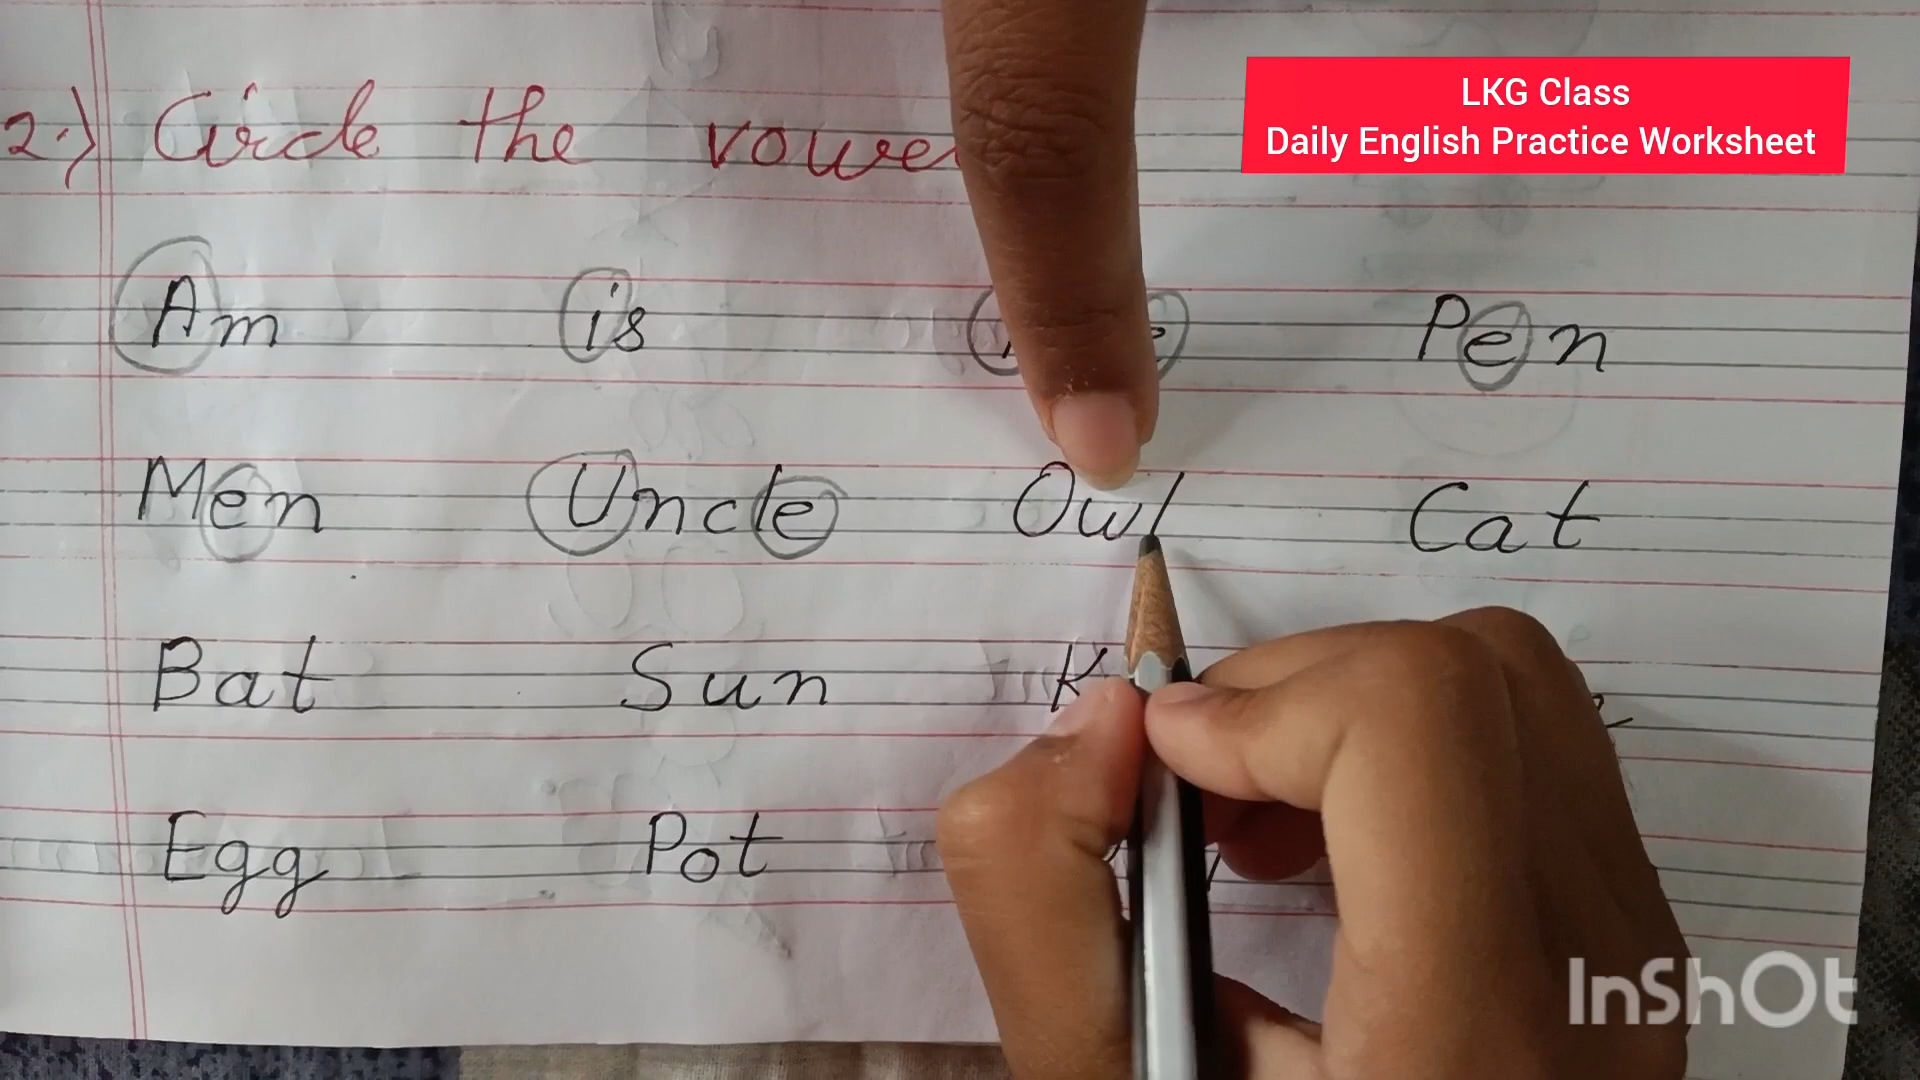 LKG Class
Daily English Practice Worksheet
2.) Circle the
Am is Pen
Men Uncle Owl Cat
Bat Sun
Egg Pot
InShOt